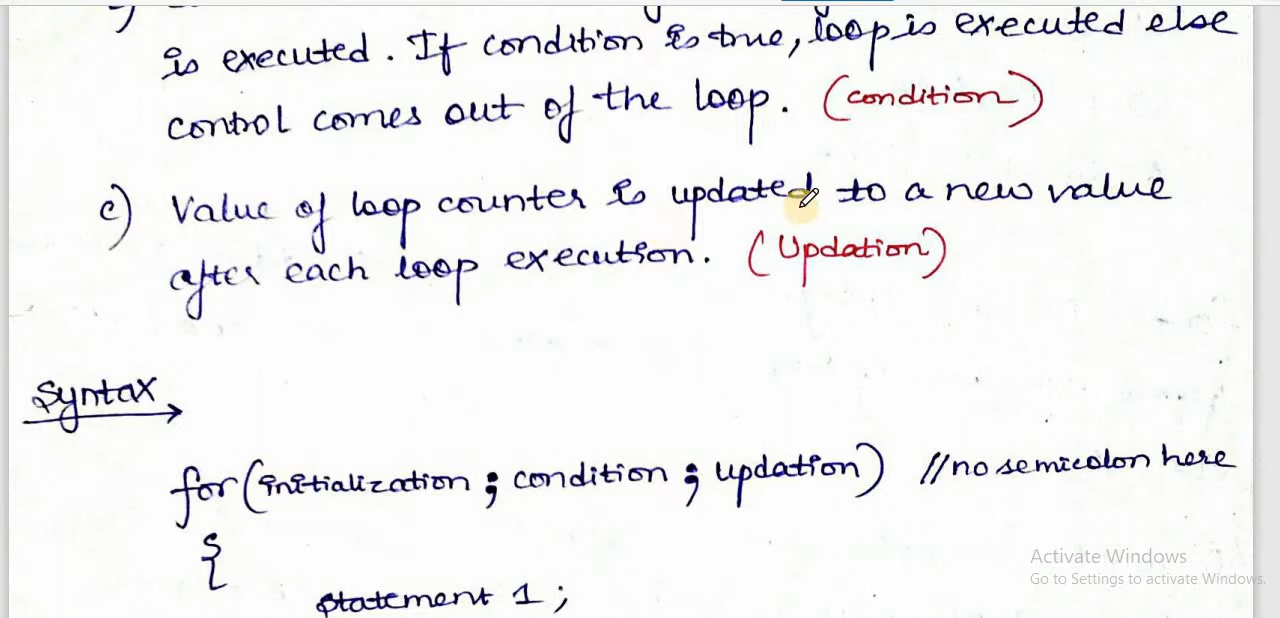 is executed. If condition is true, loop is executed else
control comes out of the loop. (condition)
c) Value of loop counter is updated to a new value
after each loop execution. (Updation)
Syntax
for (initialization ; condition ; updation) //no semicolon here
{
statement 1 ;
Activate Windows
Go to Settings to activate Windows.